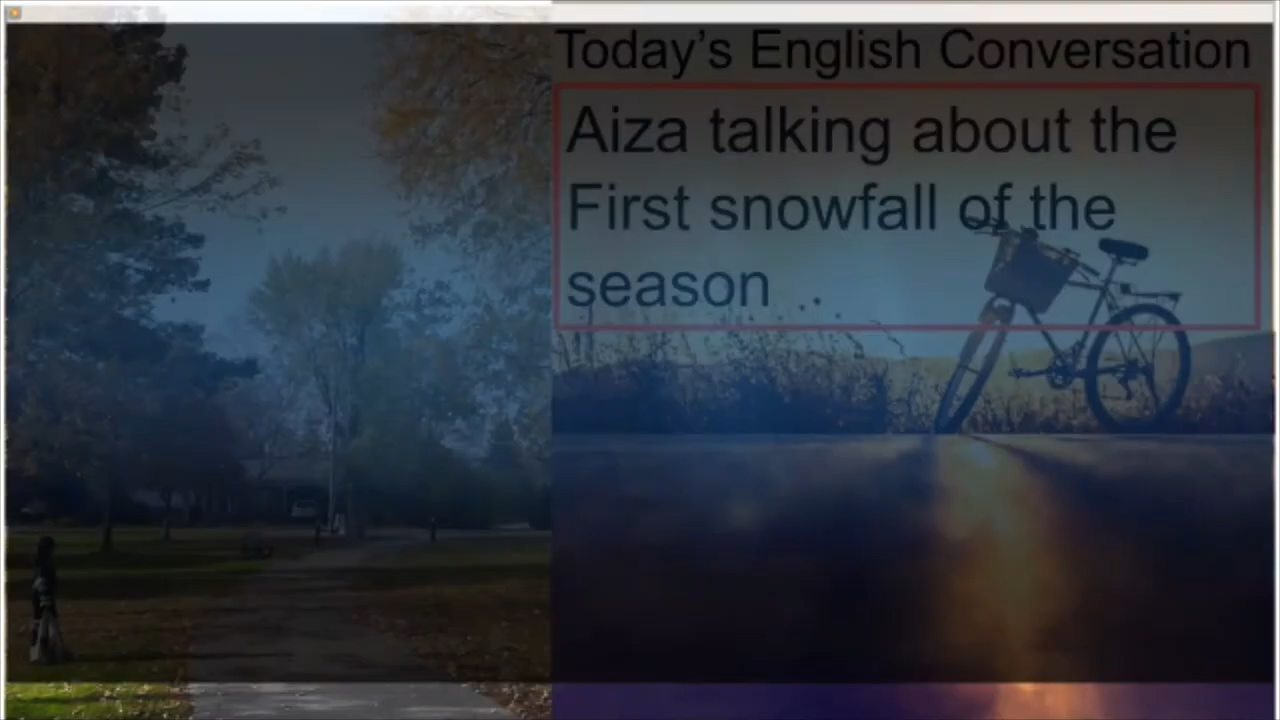 Today's English Conversation
Aiza talking about the
First snowfall of the
season